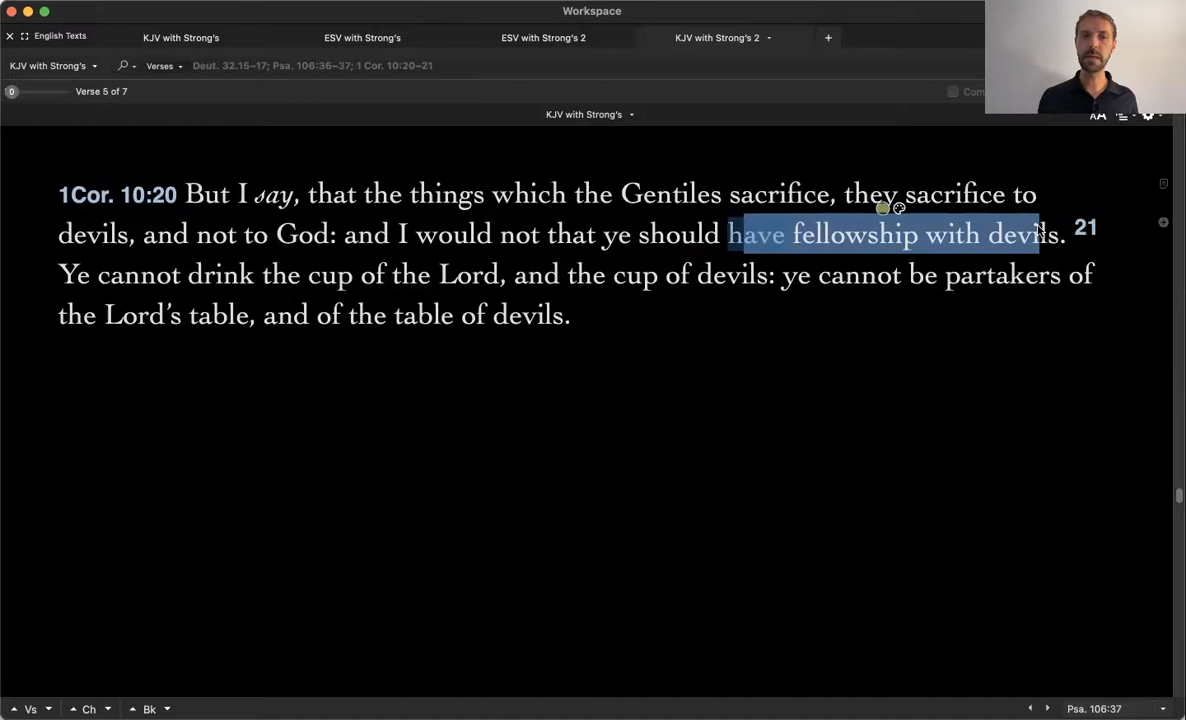 Workspace
English Texts
KJV with Strong's
ESV with Strong's
ESV with Strong's 2
KJV with Strong's 2
KJV with Strong's
Verses
Deut. 32.15–17; Psa. 106:36–37; 1 Cor. 10:20–21
0
Verse 5 of 7
Com
KJV with Strong's
AA
1Cor. 10:20 But I say, that the things which the Gentiles sacrifice, they sacrifice to
devils, and not to God: and I would not that ye should have fellowship with devils. 21
Ye cannot drink the cup of the Lord, and the cup of devils: ye cannot be partakers of
the Lord’s table, and of the table of devils.
Vs
Ch
Bk
Psa. 106:37